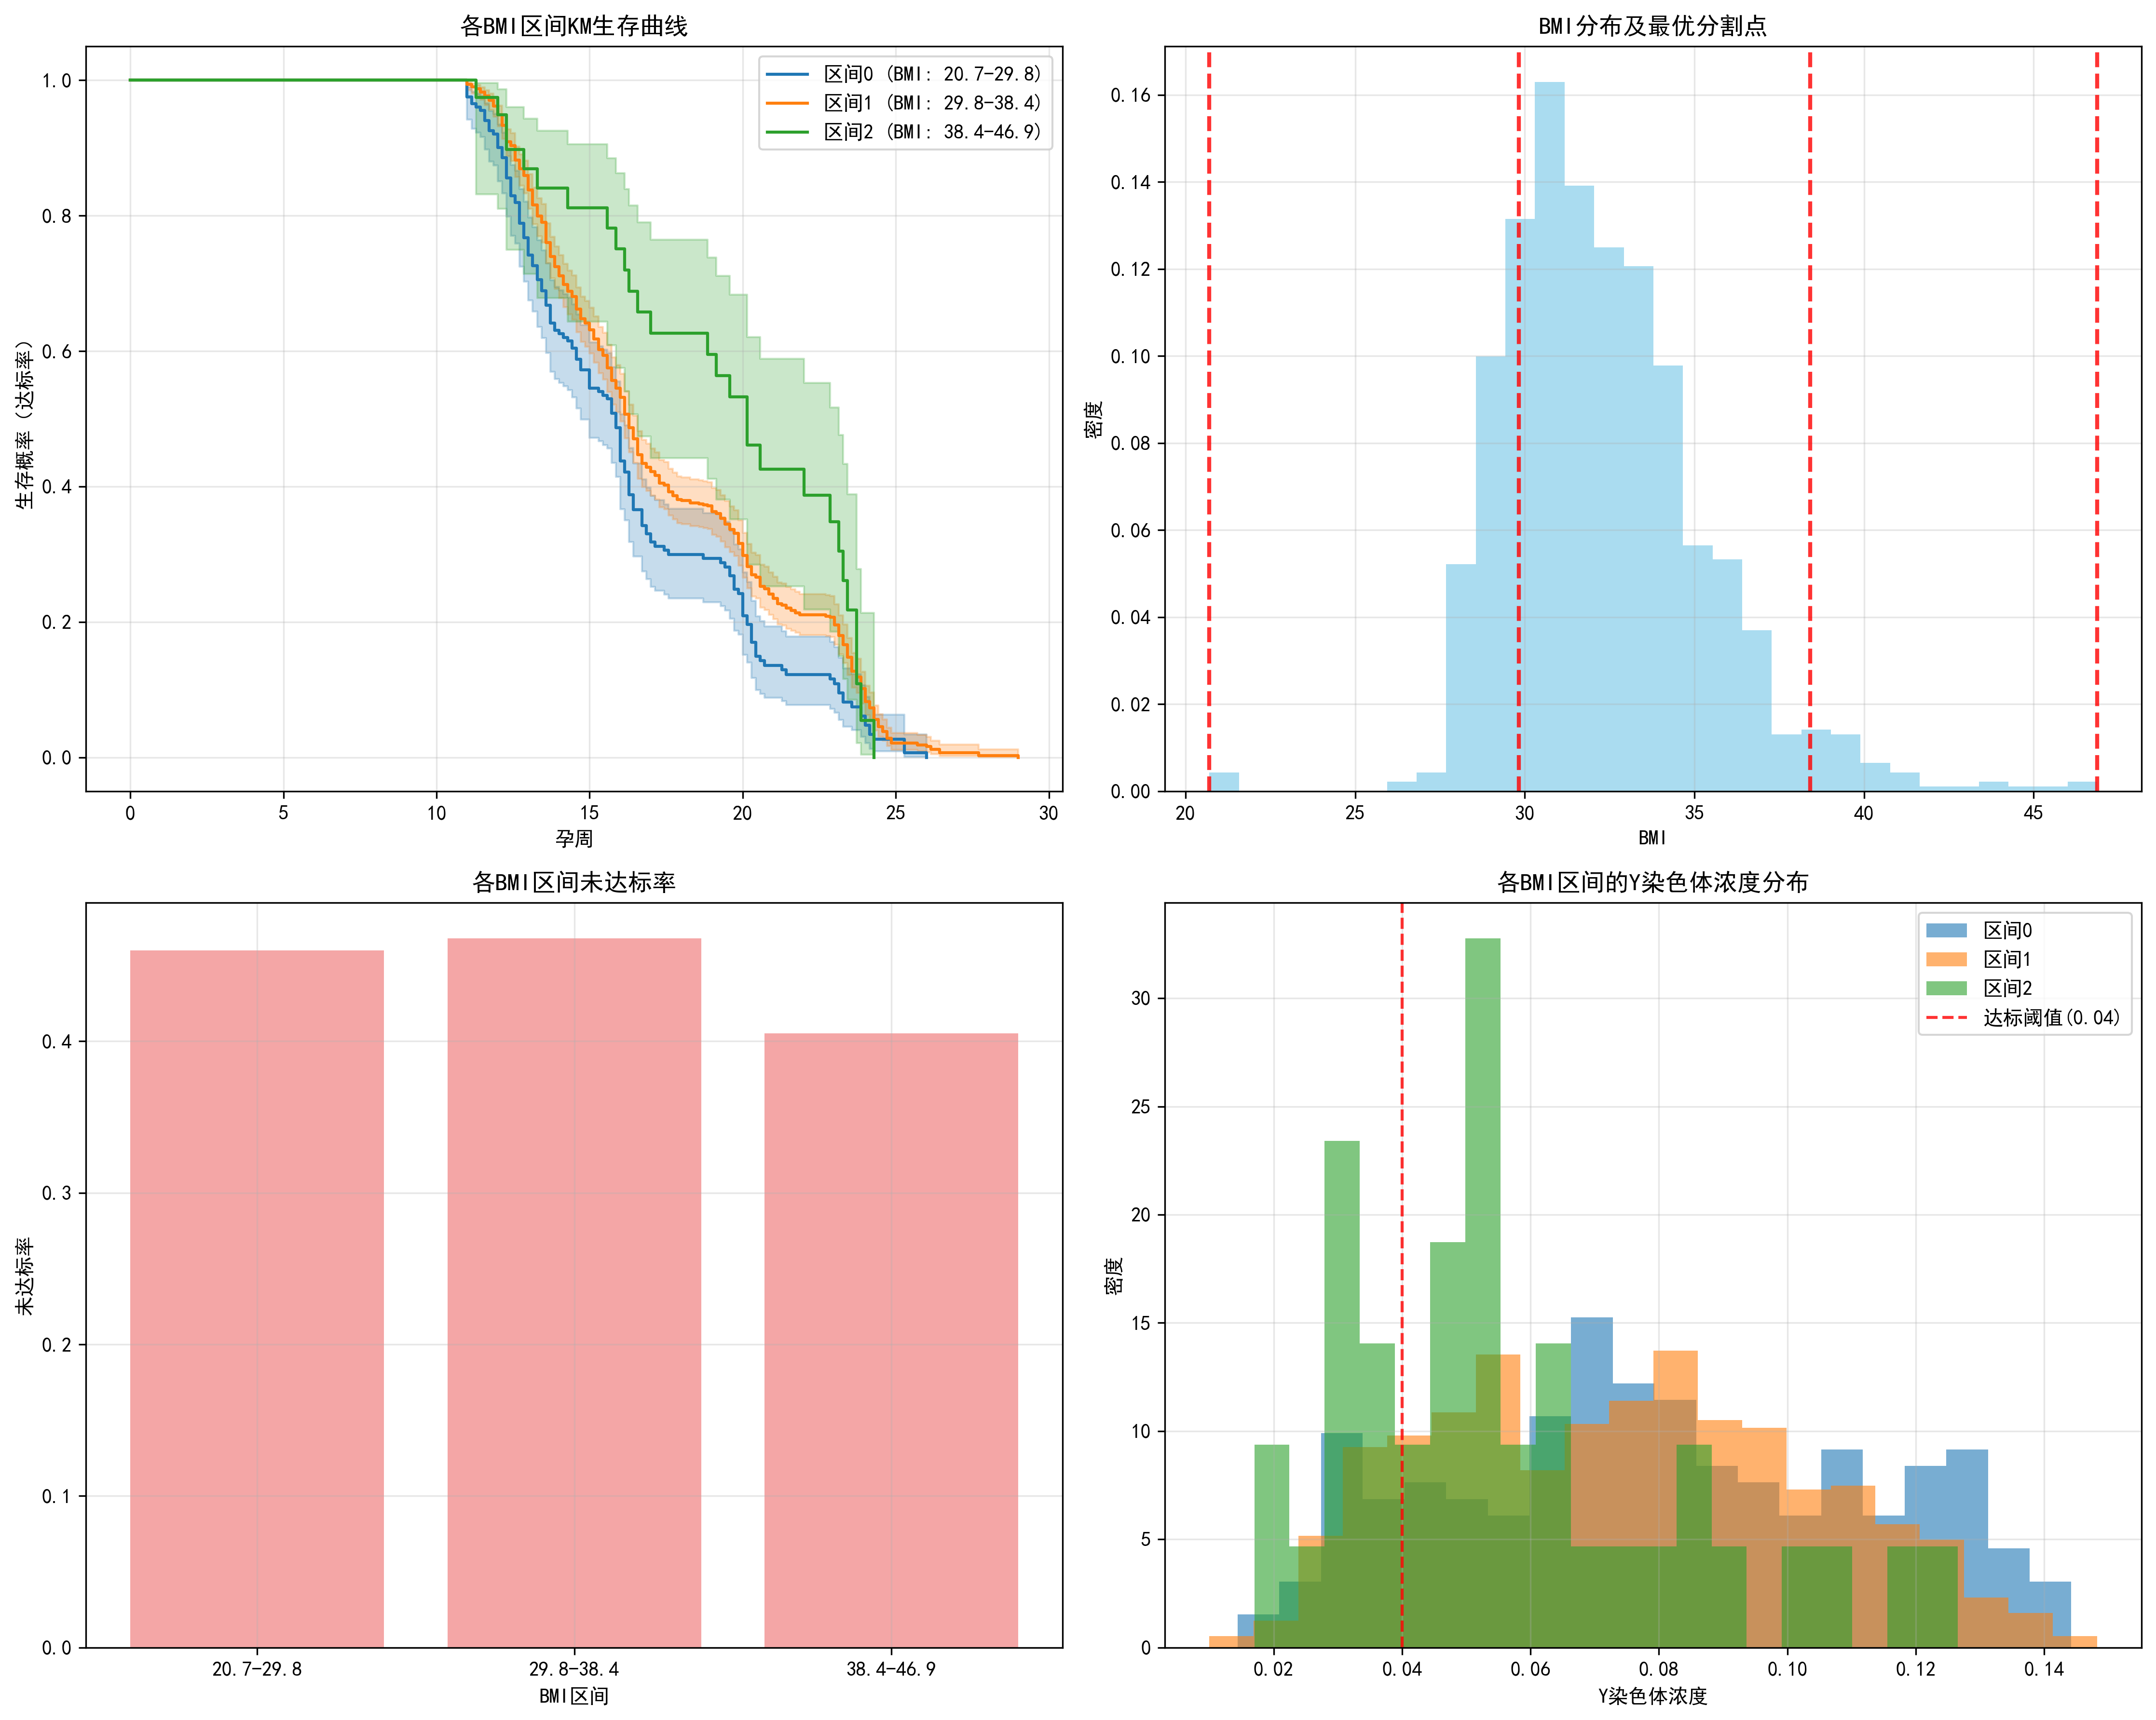 各BMI区间KM生存曲线
生存概率（达标率）
1.0
0.8
0.6
0.4
0.2
0.0
区间0 (BMI: 20.7-29.8)
区间1 (BMI: 29.8-38.4)
区间2 (BMI: 38.4-46.9)
0 5 10 15 20 25 30
孕周
BMI分布及最优分割点
密度
0.16
0.14
0.12
0.10
0.08
0.06
0.04
0.02
0.00
20 25 30 35 40 45
BMI
各BMI区间未达标率
未达标率
0.4
0.3
0.2
0.1
0.0
20.7-29.8 29.8-38.4 38.4-46.9
BMI区间
各BMI区间的Y染色体浓度分布
密度
30
25
20
15
10
5
0
区间0
区间1
区间2
达标阈值(0.04)
0.02 0.04 0.06 0.08 0.10 0.12 0.14
Y染色体浓度